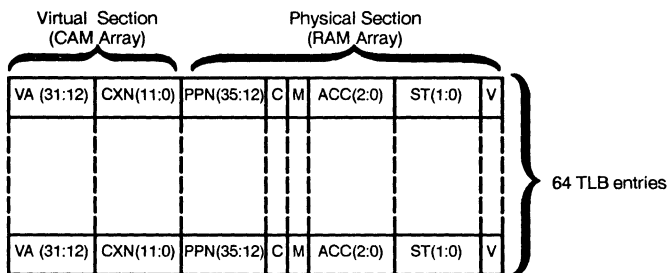 Virtual Section
(CAM Array)
Physical Section
(RAM Array)
VA (31:12) CXN(11:0) PPN(35:12) C M ACC(2:0) ST(1:0) V
64 TLB entries
VA (31:12) CXN(11:0) PPN(35:12) C M ACC(2:0) ST(1:0) V